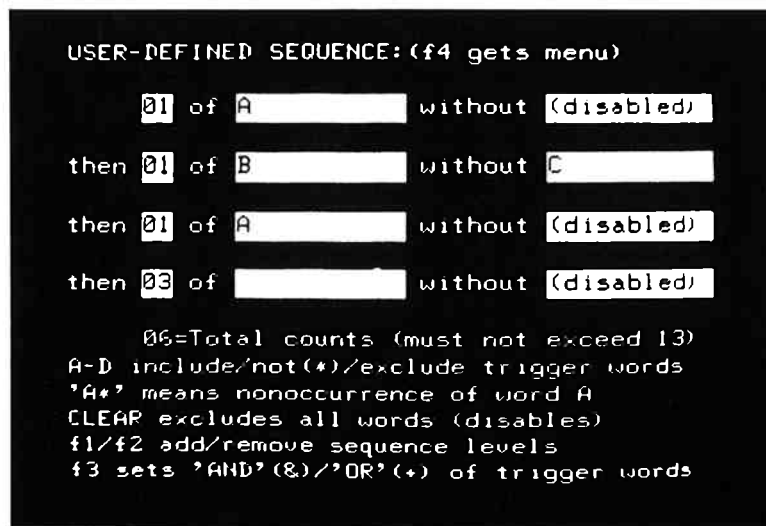 USER-DEFINED SEQUENCE:(f4 gets menu)
01 of A without (disabled)
then 01 of B without C
then 01 of A without (disabled)
then 03 of without (disabled)
06=Total counts (must not exceed 13)
A-D include/not(*)/exclude trigger words
'A*' means nonoccurrence of word A
CLEAR excludes all words (disables)
f1/f2 add/remove sequence levels
f3 sets 'AND'(&)/'OR'(+) of trigger words